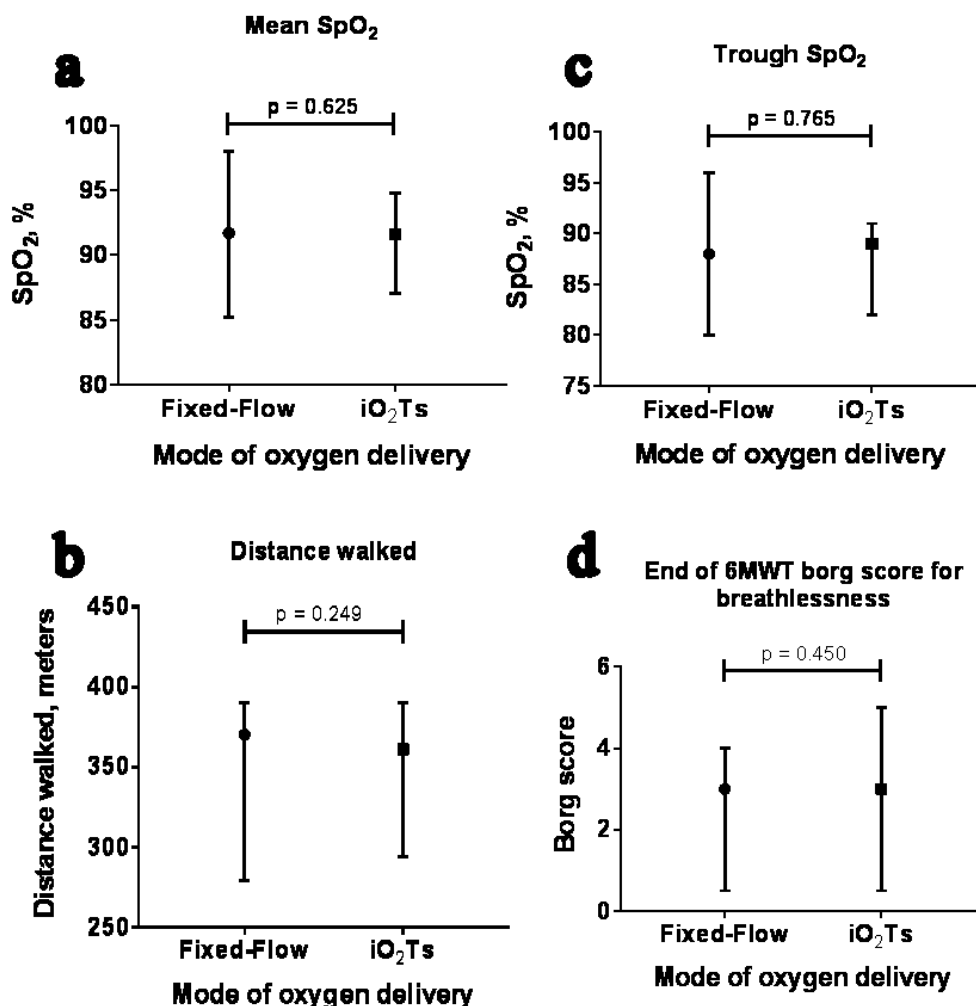 a
Mean SpO₂
p = 0.625
100
95
90
85
80
SpO₂, %
Fixed-Flow
iO₂Ts
Mode of oxygen delivery
c
Trough SpO₂
p = 0.765
100
95
90
85
80
75
SpO₂, %
Fixed-Flow
iO₂Ts
Mode of oxygen delivery
b
Distance walked
p = 0.249
450
400
350
300
250
Distance walked, meters
Fixed-Flow
iO₂Ts
Mode of oxygen delivery
d
End of 6MWT borg score for
breathlessness
p = 0.450
6
4
2
0
Borg score
Fixed-Flow
iO₂Ts
Mode of oxygen delivery